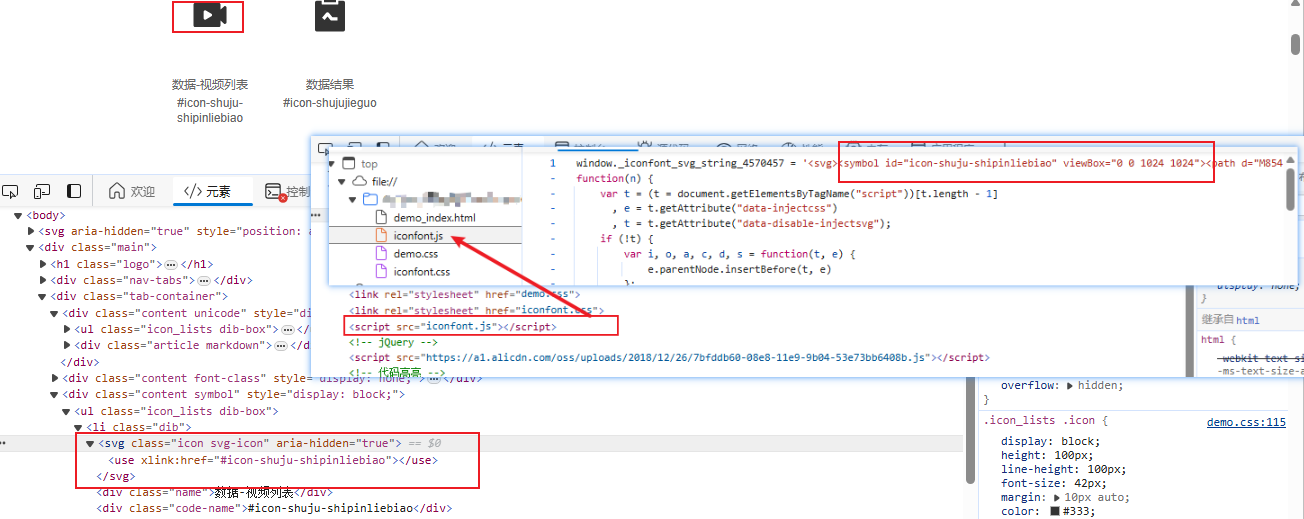 数据-视频列表
#icon-shuju-
shipinliebiao
数据结果
#icon-shujujieguo
欢迎
</> 元素
控制
<body>
<svg aria-hidden="true" style="position: a
<div class="main">
<h1 class="logo"> </h1>
<div class="nav-tabs"> </div>
<div class="tab-container">
<div class="content unicode" style="di
<ul class="icon_lists dib-box"> </
<div class="article markdown"> </d
</div>
<div class="content font-class" style="display: none;"> </div>
<div class="content symbol" style="display: block;">
<ul class="icon_lists dib-box">
<li class="dib">
<svg class="icon svg-icon" aria-hidden="true"> == $0
<use xlink:href="#icon-shuju-shipinliebiao"></use>
</svg>
<div class="name">数据-视频列表</div>
<div class="code-name">#icon-shuju-shipinliebiao</div>
top
file://
demo_index.html
iconfont.js
demo.css
iconfont.css
1 window._iconfont_svg_string_4570457 = '<svg><symbol id="icon-shuju-shipinliebiao" viewBox="0 0 1024 1024"><path d="M854
- function(n) {
- var t = (t = document.getElementsByTagName("script"))[t.length - 1]
- , e = t.getAttribute("data-injectcss")
- , t = t.getAttribute("data-disable-injectsvg");
- if (!t) {
- var i, o, a, c, d, s = function(t, e) {
- e.parentNode.insertBefore(t, e)
<link rel="stylesheet" href="demo.css">
<link rel="stylesheet" href="iconfont.css">
<script src="iconfont.js"></script>
<!-- jQuery -->
<script src="https://a1.alicdn.com/oss/uploads/2018/12/26/7bfddb60-08e8-11e9-9b04-53e73bb6408b.js"></script>
<!-- 代码高亮 -->
}
继承自 html
html {
-webkit-text-si
-ms-text-size-a
overflow: hidden;
}
.icon_lists .icon {
demo.css:115
display: block;
height: 100px;
line-height: 100px;
font-size: 42px;
margin: 10px auto;
color: #333;